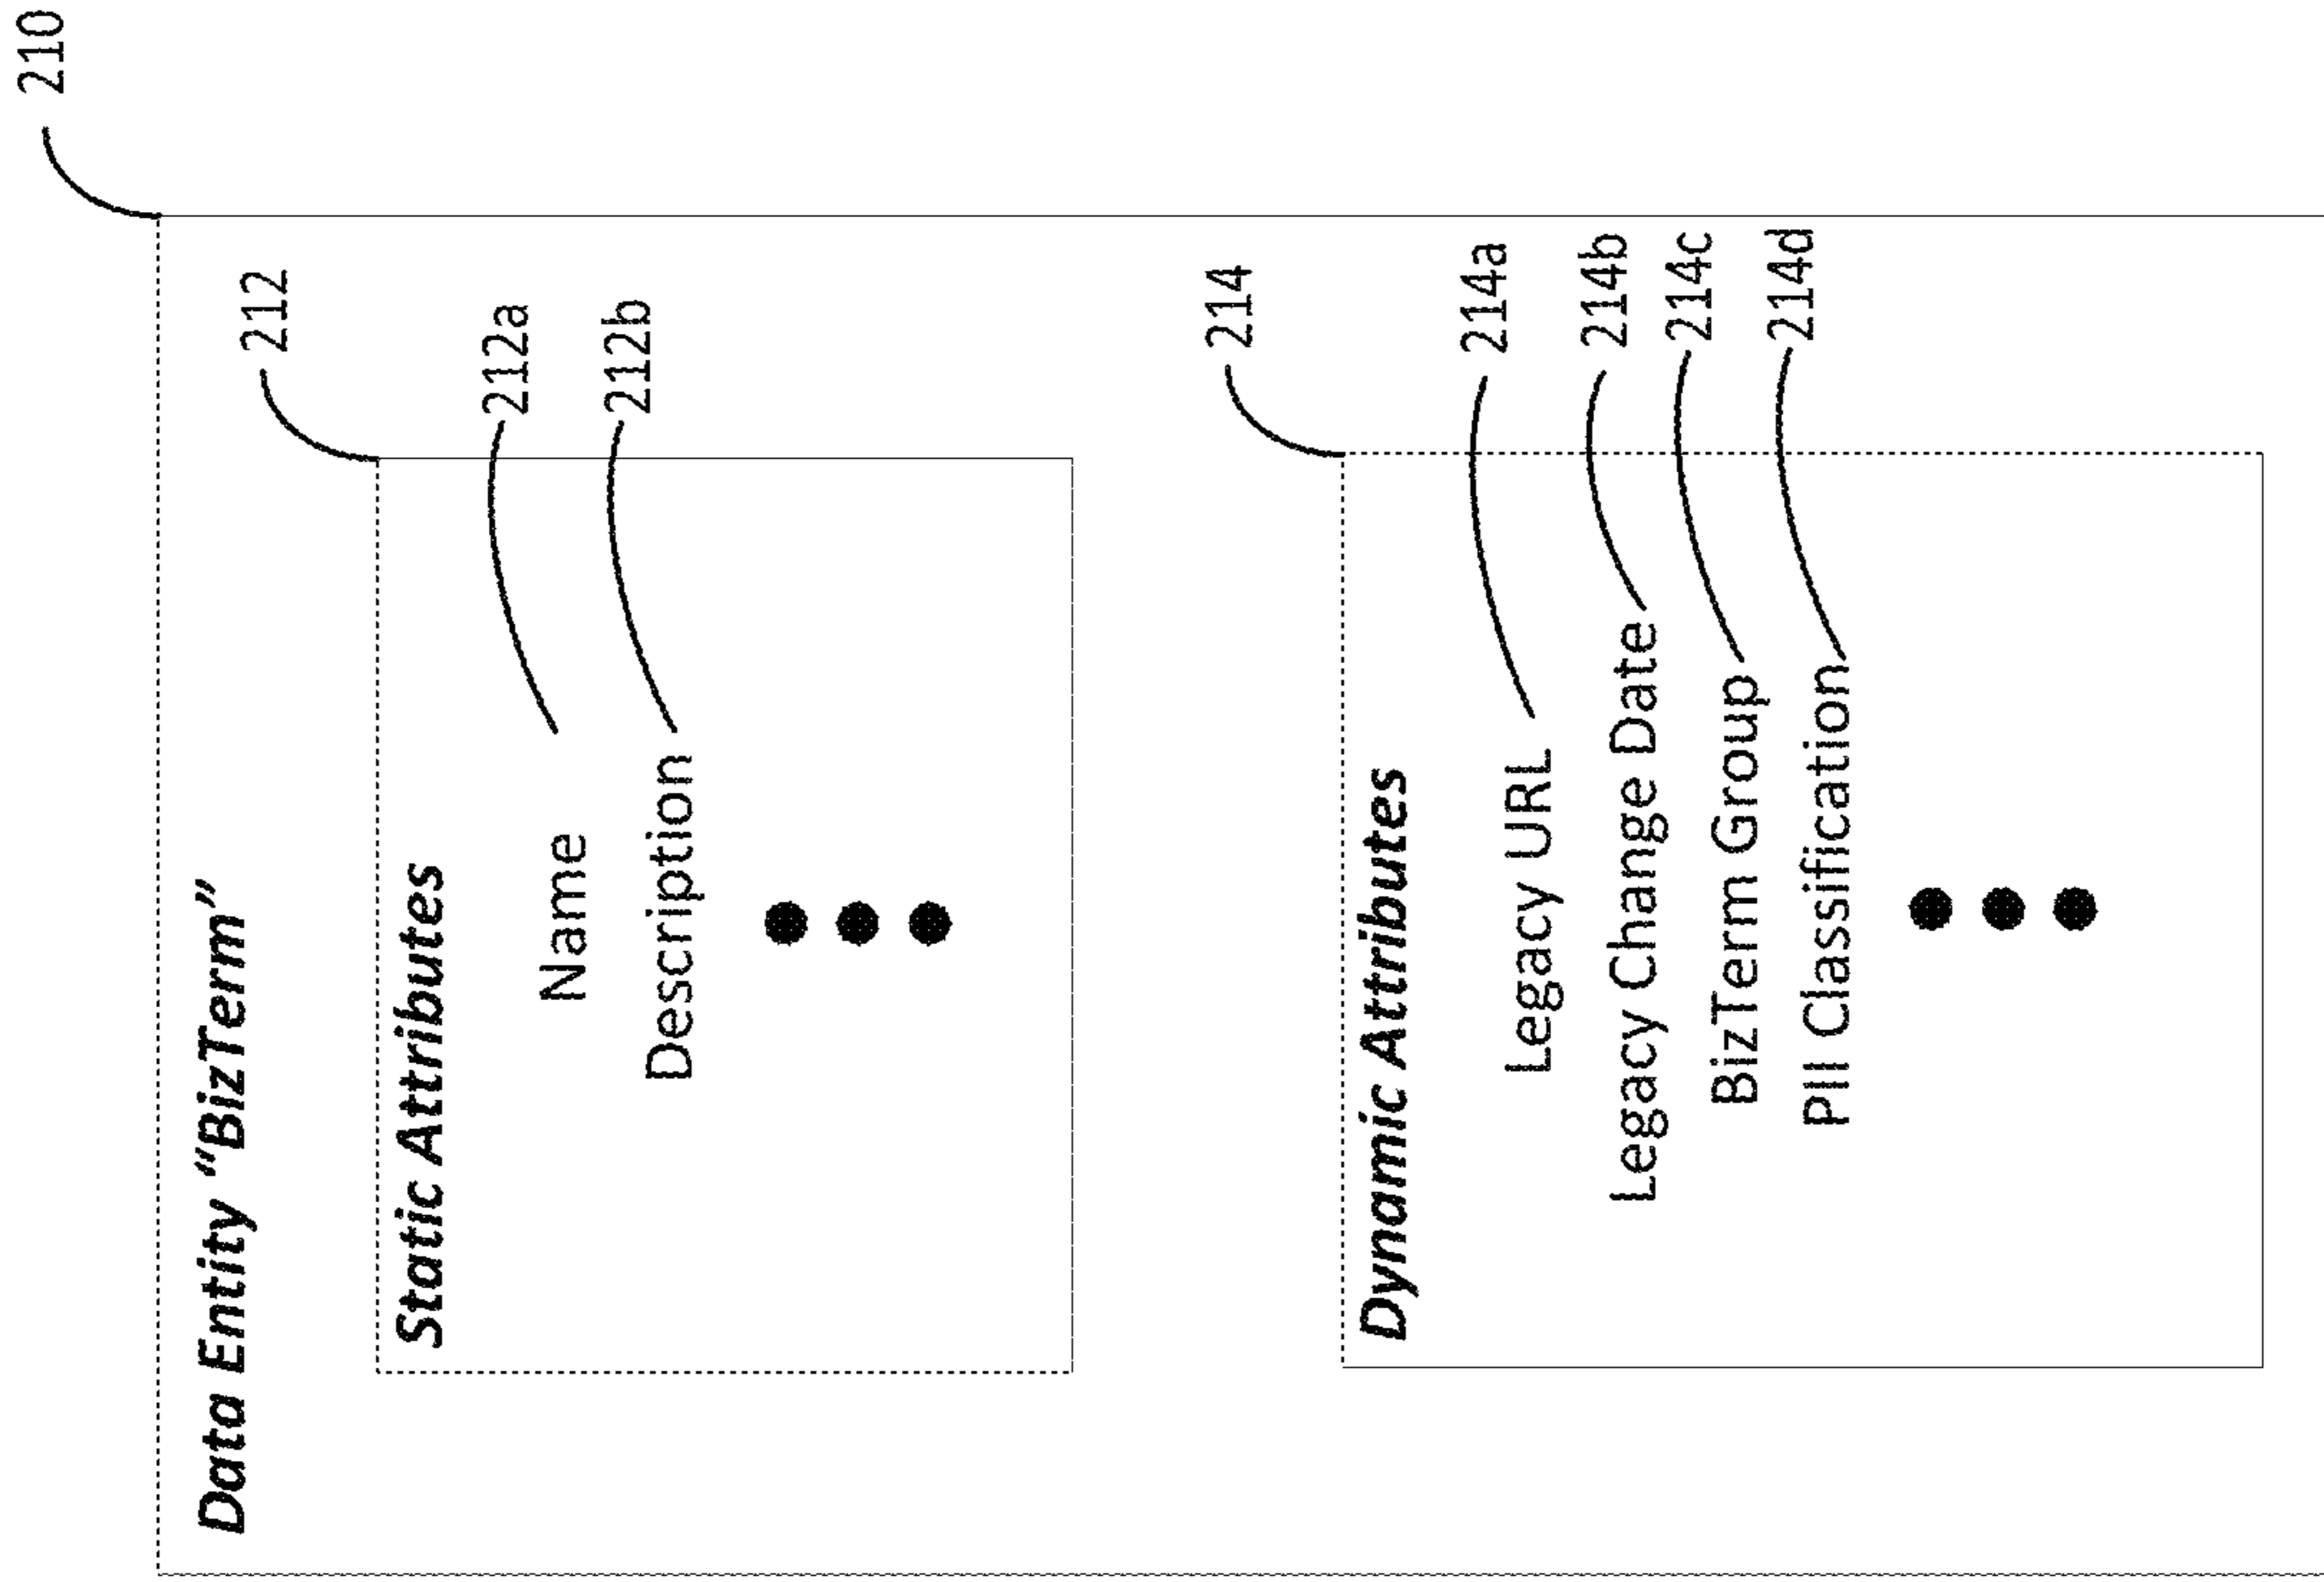 210
Data Entity “BizTerm”
212
Static Attributes
212a
Name
212b
Description
214
Dynamic Attributes
214a
Legacy URL
214b
Legacy Change Date
214c
BizTerm Group
214d
PII Classification